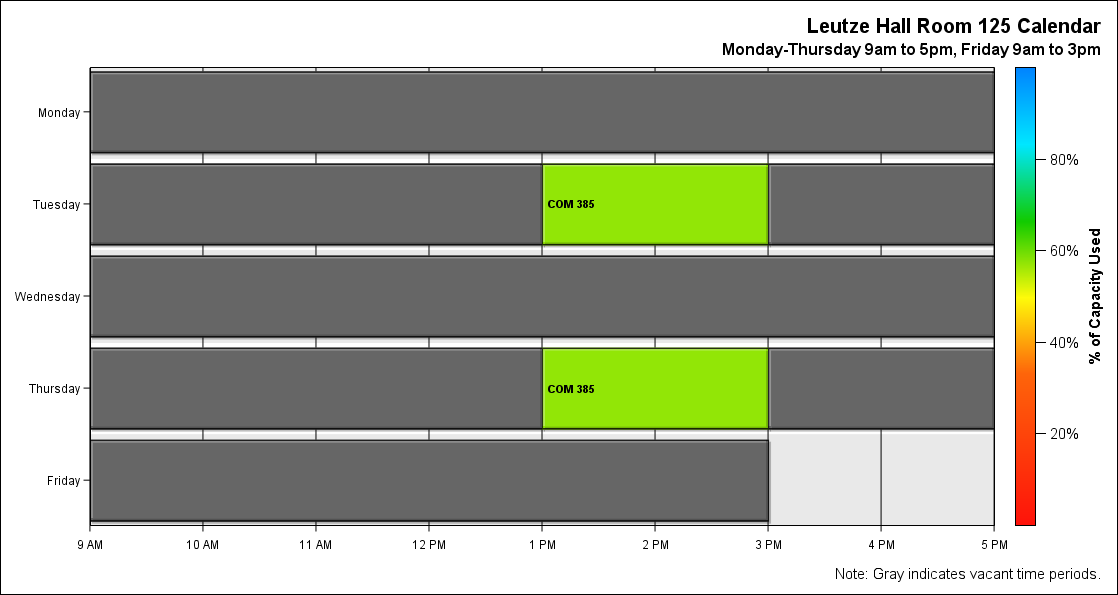 Leutze Hall Room 125 Calendar
Monday-Thursday 9am to 5pm, Friday 9am to 3pm
Monday
Tuesday
COM 385
Wednesday
Thursday
COM 385
Friday
9 AM 10 AM 11 AM 12 PM 1 PM 2 PM 3 PM 4 PM 5 PM
80%
60%
40%
20%
% of Capacity Used
Note: Gray indicates vacant time periods.